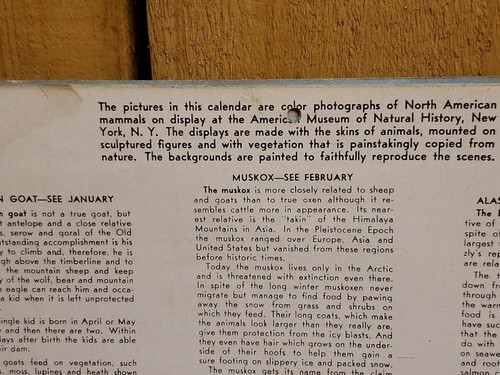 The pictures in this calendar are color photographs of North American
mammals on display at the American Museum of Natural History, New
York, N. Y. The displays are made with the skins of animals, mounted on
sculptured figures and with vegetation that is painstakingly copied from
nature. The backgrounds are painted to faithfully reproduce the scenes.
N GOAT—SEE JANUARY
n goat is not a true goat, but
t antelope and a close relative
, serow and goral of the Old
tstanding accomplishment is his
y to climb and, therefore, he is
gh above the timberline and to
the mountain sheep and keep
y of the wolf, bear and mountain
e eagle can reach him and occa-
a kid when it is left unprotected
ingle kid is born in April or May
and then there are two. Within
days after birth the kids are able
eir dam.
goats feed on vegetation, such
, moss, lupines and heath shown
MUSKOX—SEE FEBRUARY
The muskox is more closely related to sheep
and goats than to true oxen although it re-
sembles cattle more in appearance. Its near-
est relative is the "takin" of the Himalaya
Mountains in Asia. In the Pleistocene Epoch
the muskox ranged over Europe, Asia and
United States but vanished from these regions
before historic times.
Today the muskox lives only in the Arctic
and is threatened with extinction even there.
In spite of the long winter muskoxen never
migrate but manage to find food by pawing
away the snow from grass and shrubs on
which they feed. Their long coats, which make
the animals look larger than they really are,
give them protection from the icy blasts. And
they even have hair which grows on the under-
side of their hoofs to help them gain a
sure footing on slippery ice and packed snow.
The muskox gets its name from the claim
ALAS
The
tive of
spite of
largest
zly's rep
are rela
The
down fr
through
the warm
food is
have suc
that the
do with
on seaw
and root
salmon c